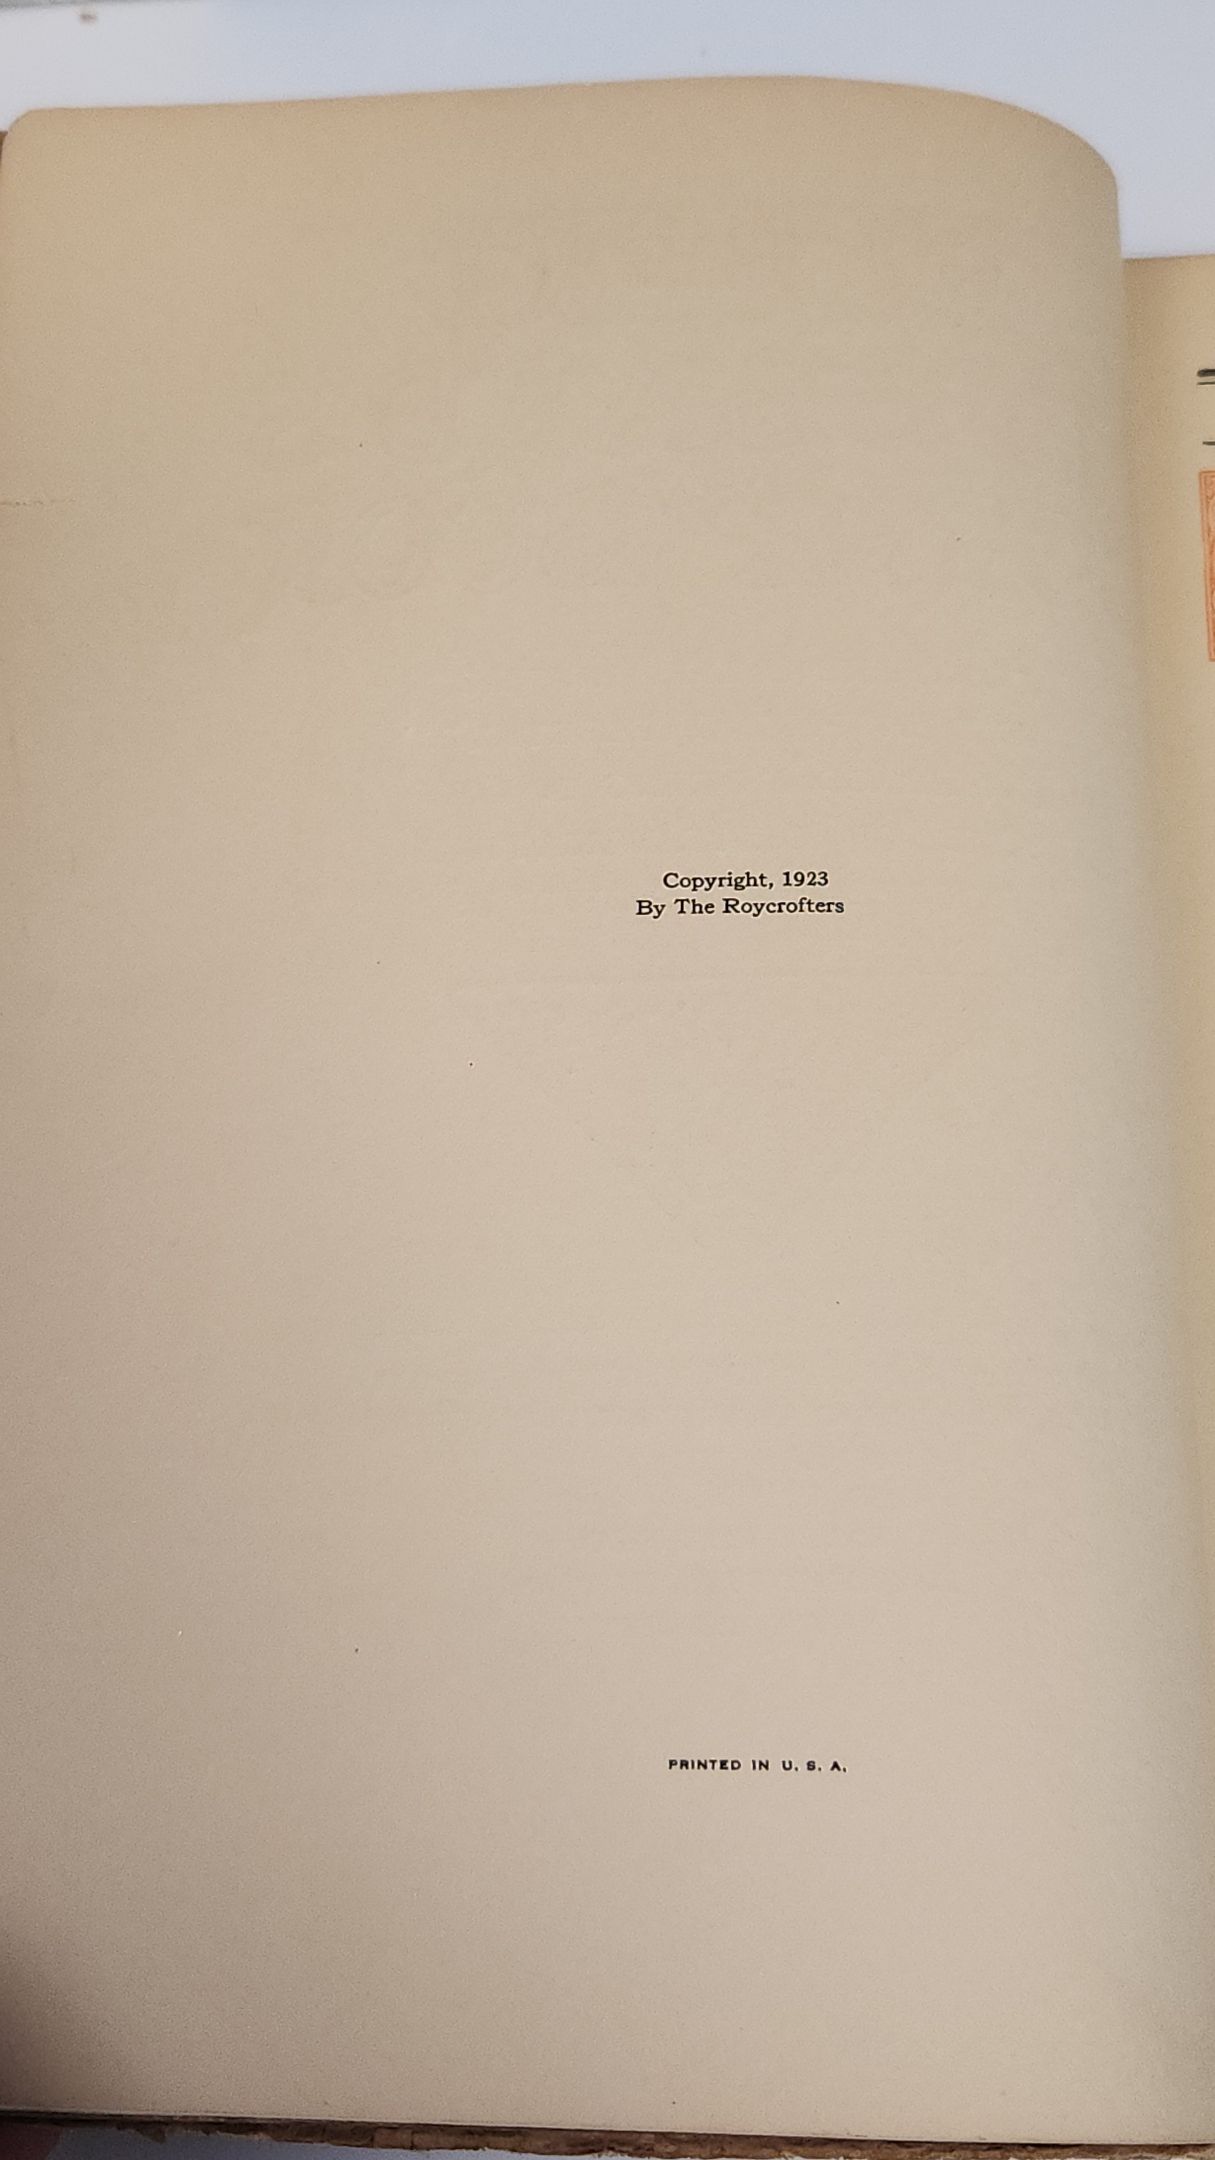 Copyright, 1923
By The Roycrofters
PRINTED IN U. S. A.